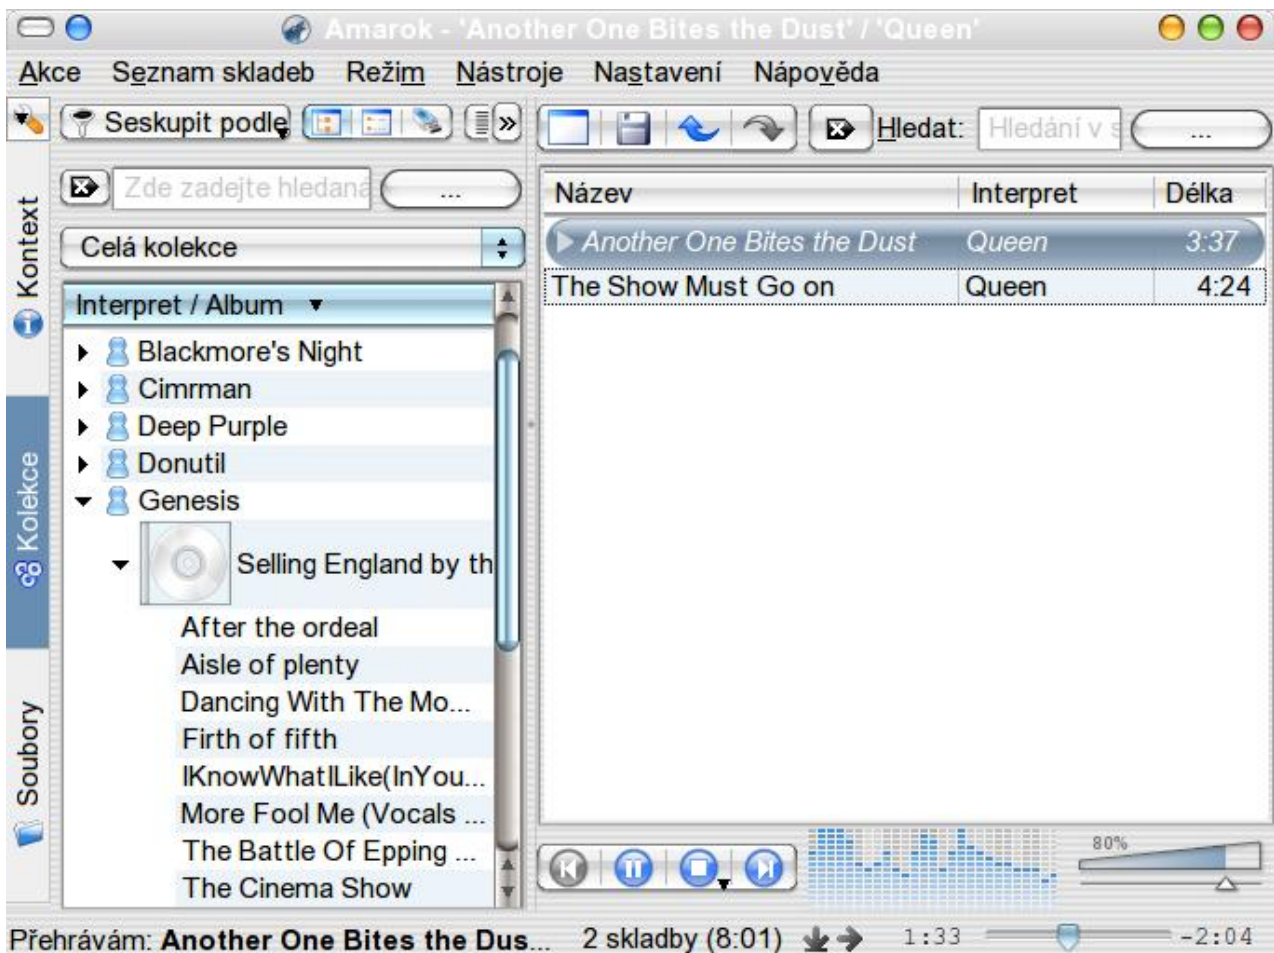 Amarok - 'Another One Bites the Dust' / 'Queen'
Akce Seznam skladeb Režim Nástroje Nastavení Nápověda
Seskupit podle
Hledat: Hledání v s ...
Zde zadejte hledaná ...
Celá kolekce
Interpret / Album
Blackmore's Night
Cimrman
Deep Purple
Donutil
Genesis
Selling England by th
After the ordeal
Aisle of plenty
Dancing With The Mo...
Firth of fifth
IKnowWhatILike(InYou...
More Fool Me (Vocals ...
The Battle Of Epping ...
The Cinema Show
Kontext
Kolekce
Soubory
Název Interpret Délka
Another One Bites the Dust Queen 3:37
The Show Must Go on Queen 4:24
80%
Přehrávám: Another One Bites the Dus... 2 skladby (8:01) 1:33 -2:04